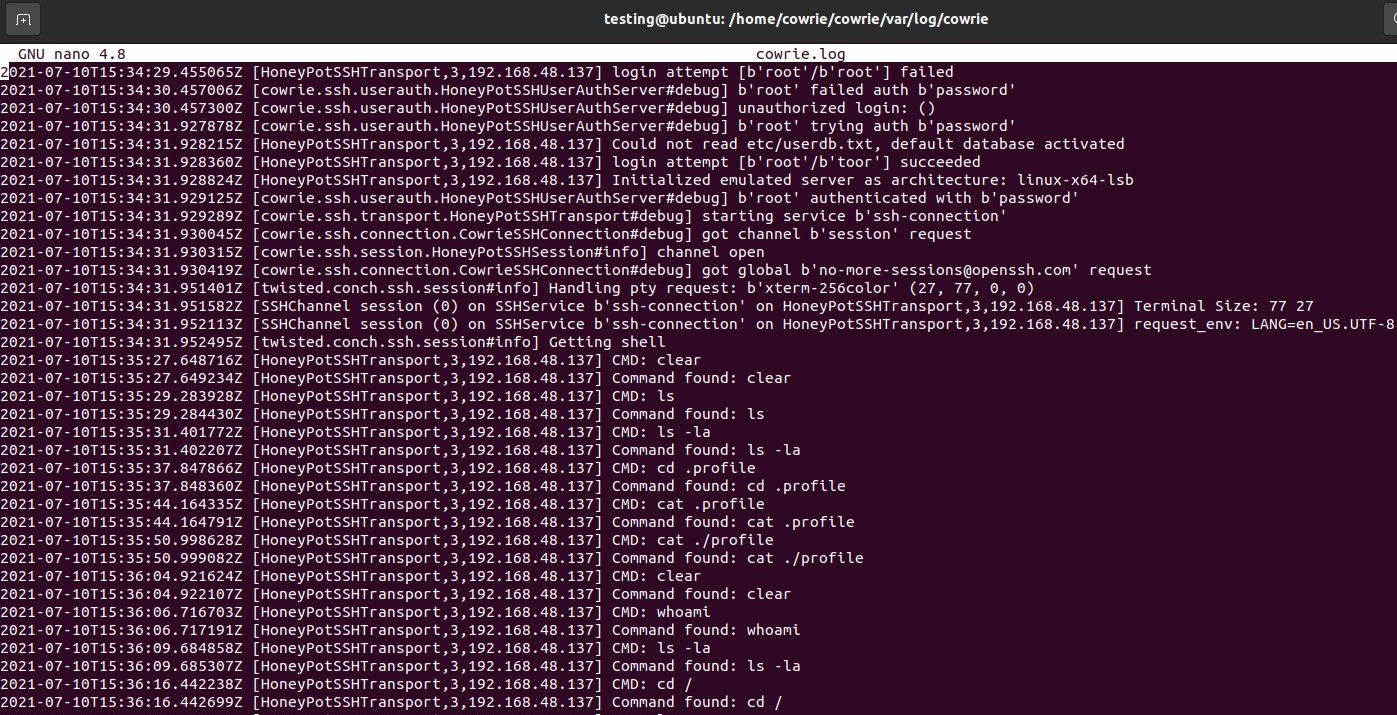 testing@ubuntu: /home/cowrie/cowrie/var/log/cowrie
GNU nano 4.8 cowrie.log
2021-07-10T15:34:29.455065Z [HoneyPotSSHTransport,3,192.168.48.137] login attempt [b'root'/b'root'] failed
2021-07-10T15:34:30.457006Z [cowrie.ssh.userauth.HoneyPotSSHUserAuthServer#debug] b'root' failed auth b'password'
2021-07-10T15:34:30.457300Z [cowrie.ssh.userauth.HoneyPotSSHUserAuthServer#debug] unauthorized login: ()
2021-07-10T15:34:31.927878Z [cowrie.ssh.userauth.HoneyPotSSHUserAuthServer#debug] b'root' trying auth b'password'
2021-07-10T15:34:31.928215Z [HoneyPotSSHTransport,3,192.168.48.137] Could not read etc/userdb.txt, default database activated
2021-07-10T15:34:31.928360Z [HoneyPotSSHTransport,3,192.168.48.137] login attempt [b'root'/b'toor'] succeeded
2021-07-10T15:34:31.928824Z [HoneyPotSSHTransport,3,192.168.48.137] Initialized emulated server as architecture: linux-x64-lsb
2021-07-10T15:34:31.929125Z [cowrie.ssh.userauth.HoneyPotSSHUserAuthServer#debug] b'root' authenticated with b'password'
2021-07-10T15:34:31.929289Z [cowrie.ssh.transport.HoneyPotSSHTransport#debug] starting service b'ssh-connection'
2021-07-10T15:34:31.930045Z [cowrie.ssh.connection.CowrieSSHConnection#debug] got channel b'session' request
2021-07-10T15:34:31.930315Z [cowrie.ssh.session.HoneyPotSSHSession#info] channel open
2021-07-10T15:34:31.930419Z [cowrie.ssh.connection.CowrieSSHConnection#debug] got global b'no-more-sessions@openssh.com' request
2021-07-10T15:34:31.951401Z [twisted.conch.ssh.session#info] Handling pty request: b'xterm-256color' (27, 77, 0, 0)
2021-07-10T15:34:31.951582Z [SSHChannel session (0) on SSHService b'ssh-connection' on HoneyPotSSHTransport,3,192.168.48.137] Terminal Size: 77 27
2021-07-10T15:34:31.952113Z [SSHChannel session (0) on SSHService b'ssh-connection' on HoneyPotSSHTransport,3,192.168.48.137] request_env: LANG=en_US.UTF-8
2021-07-10T15:34:31.952495Z [twisted.conch.ssh.session#info] Getting shell
2021-07-10T15:35:27.648716Z [HoneyPotSSHTransport,3,192.168.48.137] CMD: clear
2021-07-10T15:35:27.649234Z [HoneyPotSSHTransport,3,192.168.48.137] Command found: clear
2021-07-10T15:35:29.283928Z [HoneyPotSSHTransport,3,192.168.48.137] CMD: ls
2021-07-10T15:35:29.284430Z [HoneyPotSSHTransport,3,192.168.48.137] Command found: ls
2021-07-10T15:35:31.401772Z [HoneyPotSSHTransport,3,192.168.48.137] CMD: ls -la
2021-07-10T15:35:31.402207Z [HoneyPotSSHTransport,3,192.168.48.137] Command found: ls -la
2021-07-10T15:35:37.847866Z [HoneyPotSSHTransport,3,192.168.48.137] CMD: cd .profile
2021-07-10T15:35:37.848360Z [HoneyPotSSHTransport,3,192.168.48.137] Command found: cd .profile
2021-07-10T15:35:44.164335Z [HoneyPotSSHTransport,3,192.168.48.137] CMD: cat .profile
2021-07-10T15:35:44.164791Z [HoneyPotSSHTransport,3,192.168.48.137] Command found: cat .profile
2021-07-10T15:35:50.998628Z [HoneyPotSSHTransport,3,192.168.48.137] CMD: cat ./profile
2021-07-10T15:35:50.999082Z [HoneyPotSSHTransport,3,192.168.48.137] Command found: cat ./profile
2021-07-10T15:36:04.921624Z [HoneyPotSSHTransport,3,192.168.48.137] CMD: clear
2021-07-10T15:36:04.922107Z [HoneyPotSSHTransport,3,192.168.48.137] Command found: clear
2021-07-10T15:36:06.716703Z [HoneyPotSSHTransport,3,192.168.48.137] CMD: whoami
2021-07-10T15:36:06.717191Z [HoneyPotSSHTransport,3,192.168.48.137] Command found: whoami
2021-07-10T15:36:09.684858Z [HoneyPotSSHTransport,3,192.168.48.137] CMD: ls -la
2021-07-10T15:36:09.685307Z [HoneyPotSSHTransport,3,192.168.48.137] Command found: ls -la
2021-07-10T15:36:16.442238Z [HoneyPotSSHTransport,3,192.168.48.137] CMD: cd /
2021-07-10T15:36:16.442699Z [HoneyPotSSHTransport,3,192.168.48.137] Command found: cd /